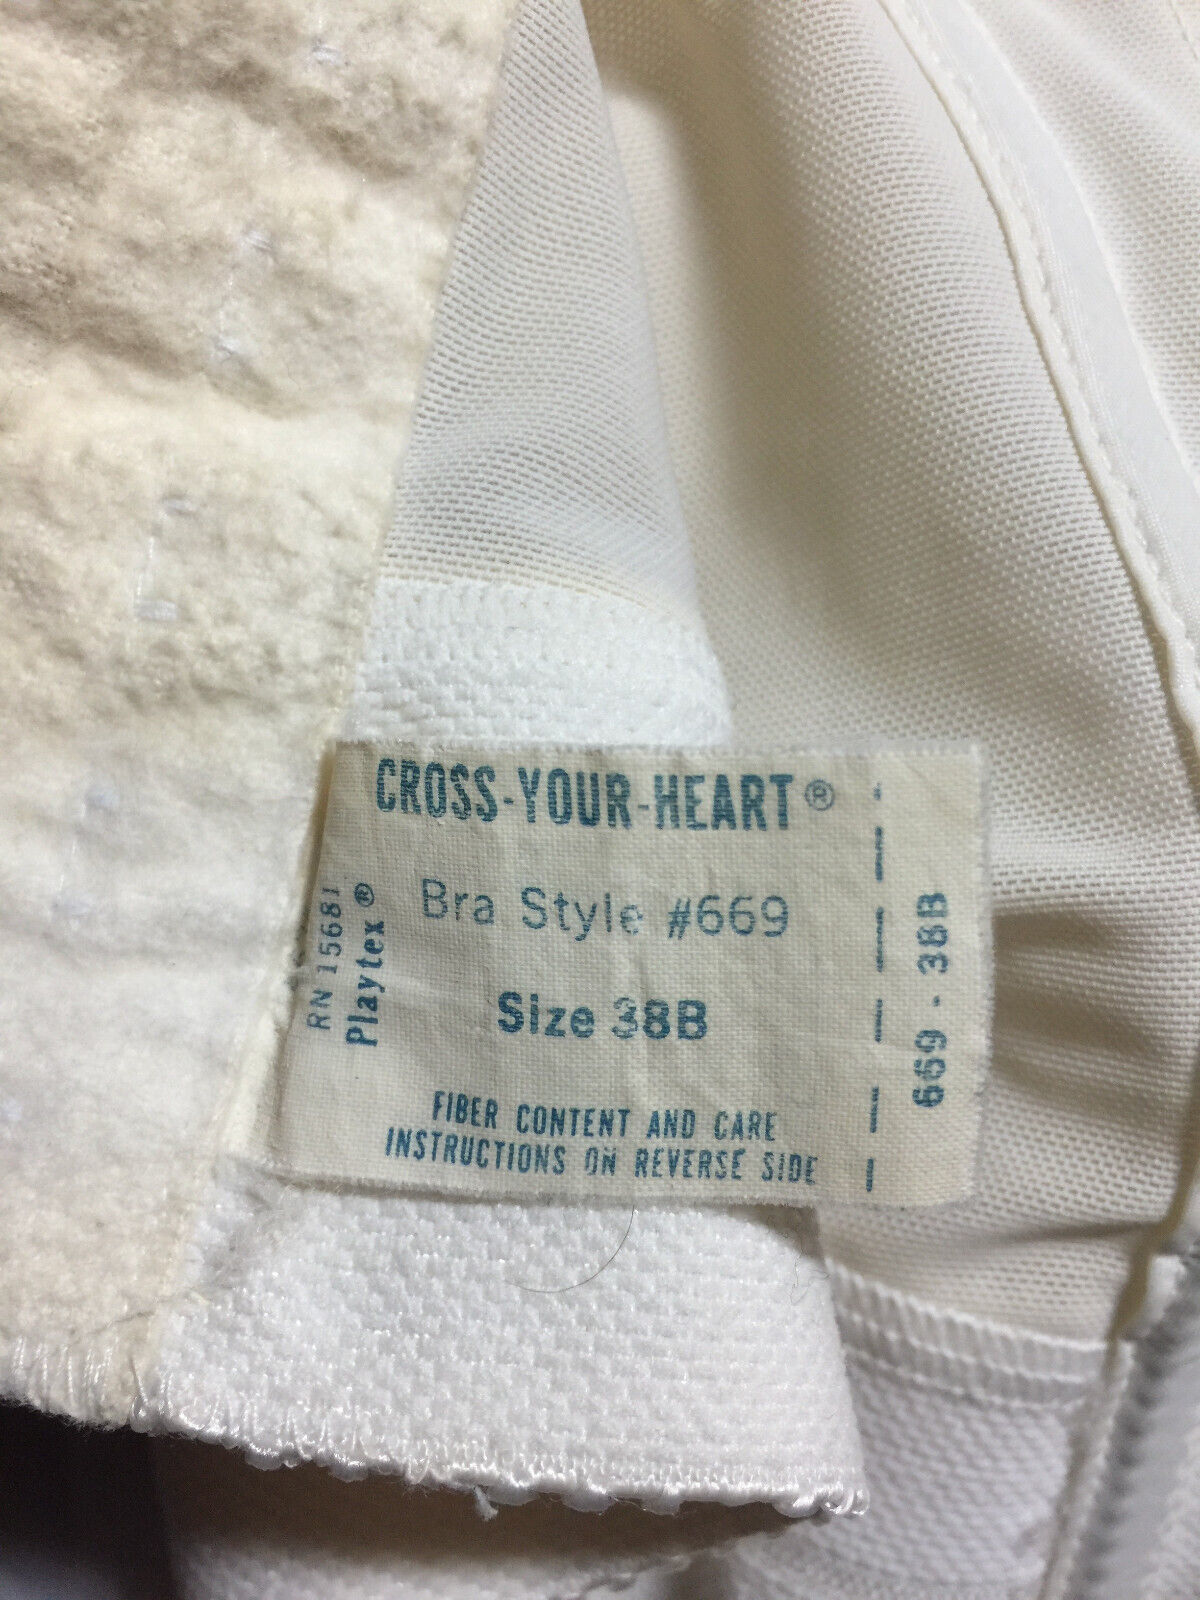 CROSS-YOUR-HEART®
Bra Style #669
Size 38B
FIBER CONTENT AND CARE
INSTRUCTIONS ON REVERSE SIDE
RN 15681
Playtex®
669 - 38B